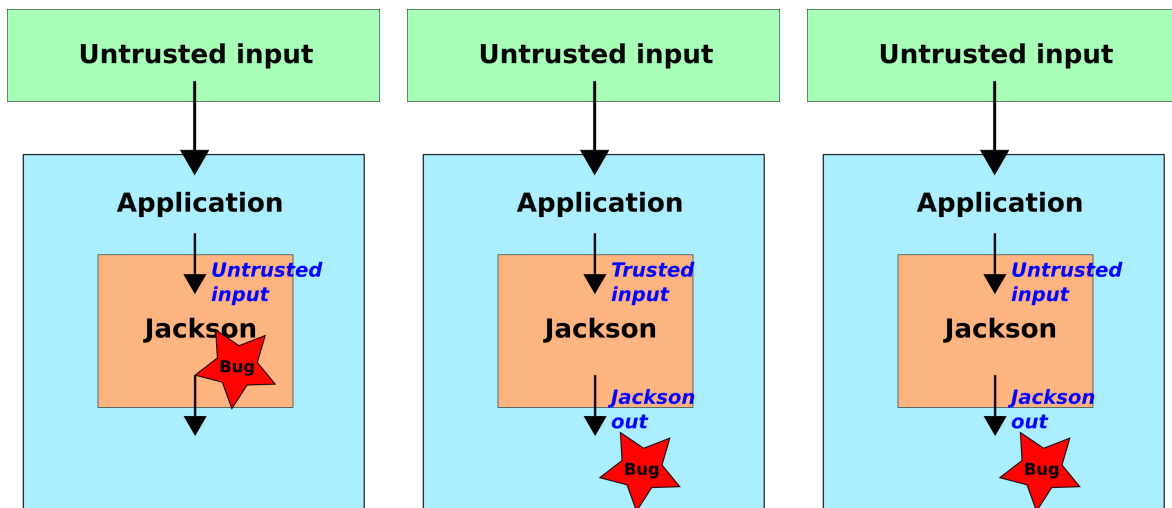 Untrusted input
Application
Untrusted
input
Jackson
Bug
Untrusted input
Application
Trusted
input
Jackson
Jackson
out
Bug
Untrusted input
Application
Untrusted
input
Jackson
Jackson
out
Bug